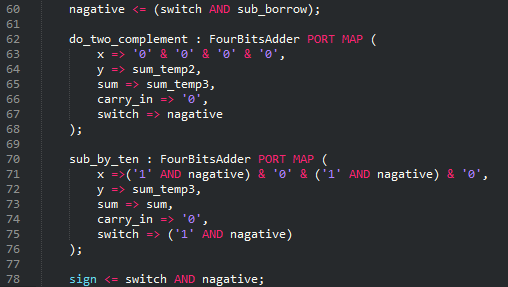 60 nagative <= (switch AND sub_borrow);
61
62 do_two_complement : FourBitsAdder PORT MAP (
63 x => '0' & '0' & '0' & '0',
64 y => sum_temp2,
65 sum => sum_temp3,
66 carry_in => '0',
67 switch => nagative
68 );
69
70 sub_by_ten : FourBitsAdder PORT MAP (
71 x =>('1' AND nagative) & '0' & ('1' AND nagative) & '0',
72 y => sum_temp3,
73 sum => sum,
74 carry_in => '0',
75 switch => ('1' AND nagative)
76 );
77
78 sign <= switch AND nagative;